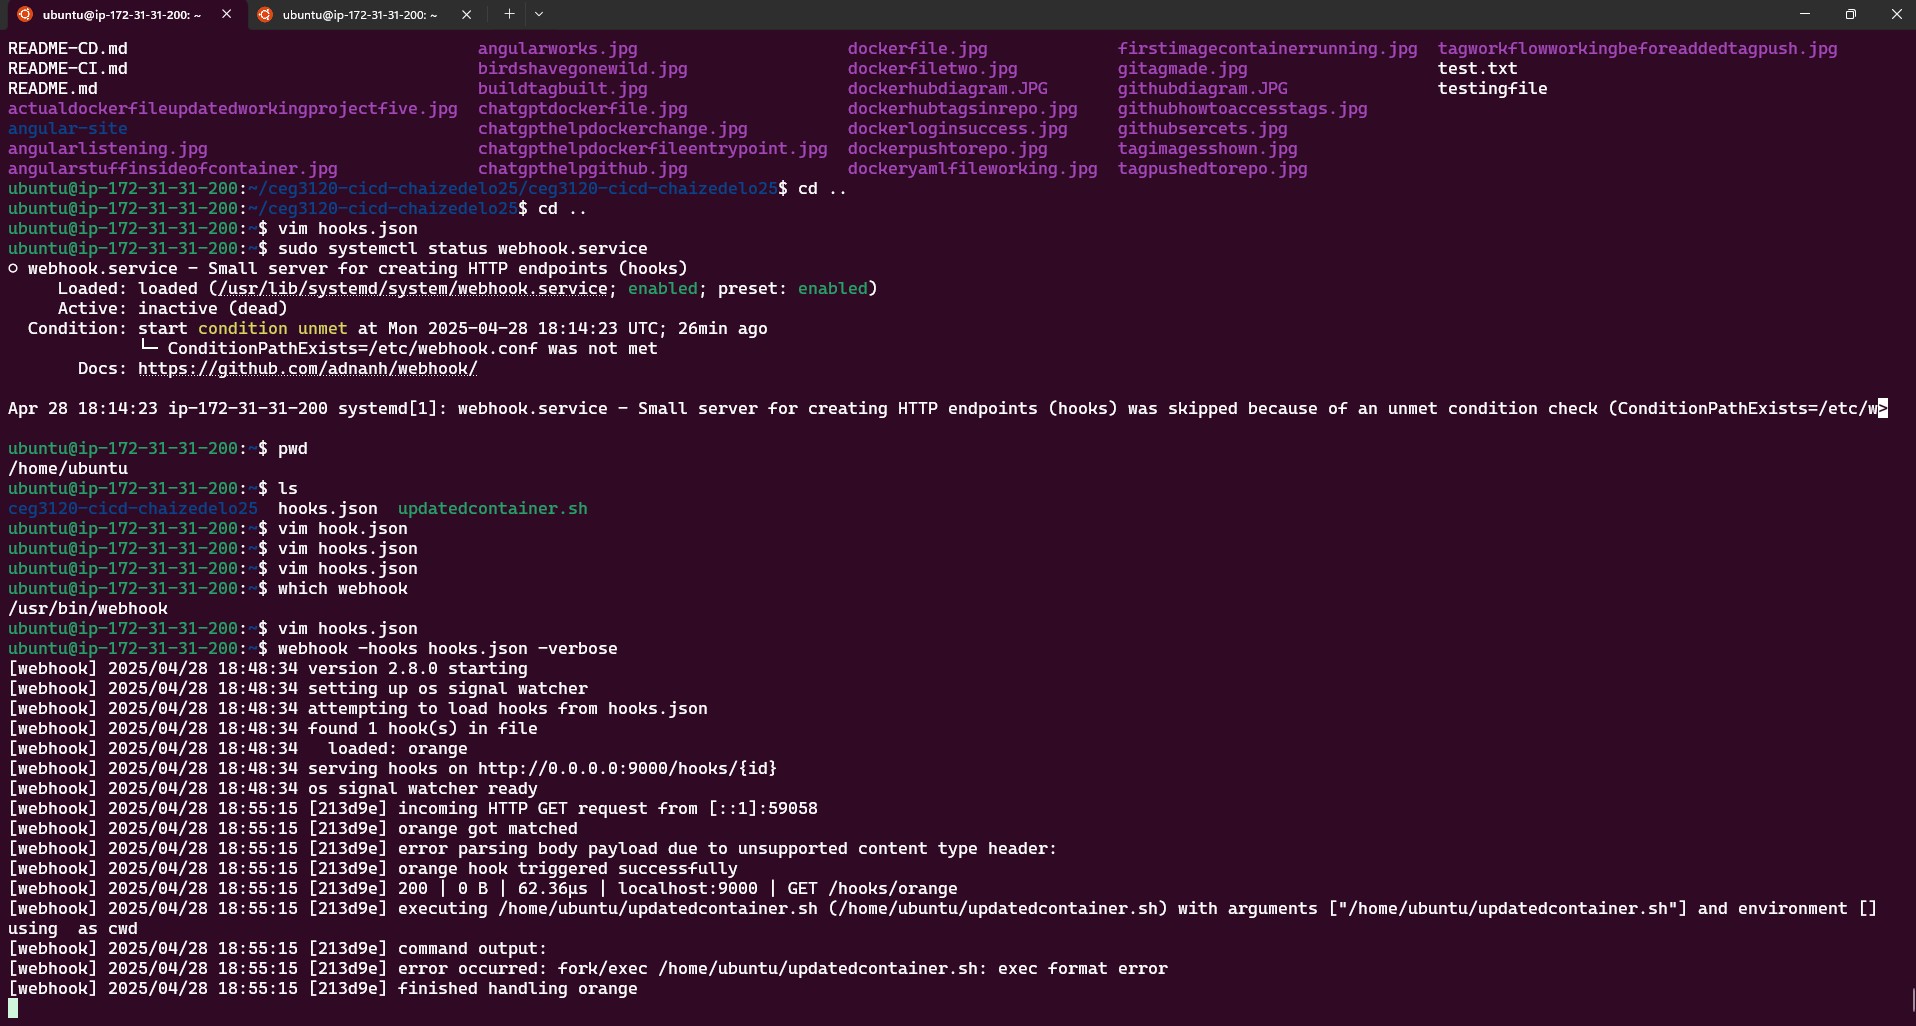 ubuntu@ip-172-31-31-200: ~ ubuntu@ip-172-31-31-200: ~
README-CD.md angularworks.jpg dockerfile.jpg firstimagecontainerrunning.jpg tagworkflowworkingbeforeaddedtagpush.jpg
README-CI.md birdshavegonewild.jpg dockerfiletwo.jpg gitagmade.jpg test.txt
README.md buildtagbuilt.jpg dockerhubdiagram.JPG githubdiagram.JPG testingfile
actualdockerfileupdatedworkingprojectfive.jpg chatgptdockerfile.jpg dockerhubtagsinrepo.jpg githubhowtoaccesstags.jpg
angular-site chatgpthelpdockerchange.jpg dockerloginsuccess.jpg githubsercets.jpg
angularlistening.jpg chatgpthelpdockerfileentrypoint.jpg dockerpushtorepo.jpg tagimagesshown.jpg
angularstuffinsideofcontainer.jpg chatgpthelpgithub.jpg dockeryamlfileworking.jpg tagpushedtorepo.jpg
ubuntu@ip-172-31-31-200:~/ceg3120-cicd-chaizedelo25/ceg3120-cicd-chaizedelo25$ cd ..
ubuntu@ip-172-31-31-200:~/ceg3120-cicd-chaizedelo25$ cd ..
ubuntu@ip-172-31-31-200:~$ vim hooks.json
ubuntu@ip-172-31-31-200:~$ sudo systemctl status webhook.service
○ webhook.service - Small server for creating HTTP endpoints (hooks)
Loaded: loaded (/usr/lib/systemd/system/webhook.service; enabled; preset: enabled)
Active: inactive (dead)
Condition: start condition unmet at Mon 2025-04-28 18:14:23 UTC; 26min ago
└─ ConditionPathExists=/etc/webhook.conf was not met
Docs: https://github.com/adnanh/webhook/
Apr 28 18:14:23 ip-172-31-31-200 systemd[1]: webhook.service - Small server for creating HTTP endpoints (hooks) was skipped because of an unmet condition check (ConditionPathExists=/etc/w>
ubuntu@ip-172-31-31-200:~$ pwd
/home/ubuntu
ubuntu@ip-172-31-31-200:~$ ls
ceg3120-cicd-chaizedelo25 hooks.json updatedcontainer.sh
ubuntu@ip-172-31-31-200:~$ vim hook.json
ubuntu@ip-172-31-31-200:~$ vim hooks.json
ubuntu@ip-172-31-31-200:~$ vim hooks.json
ubuntu@ip-172-31-31-200:~$ which webhook
/usr/bin/webhook
ubuntu@ip-172-31-31-200:~$ vim hooks.json
ubuntu@ip-172-31-31-200:~$ webhook -hooks hooks.json -verbose
[webhook] 2025/04/28 18:48:34 version 2.8.0 starting
[webhook] 2025/04/28 18:48:34 setting up os signal watcher
[webhook] 2025/04/28 18:48:34 attempting to load hooks from hooks.json
[webhook] 2025/04/28 18:48:34 found 1 hook(s) in file
[webhook] 2025/04/28 18:48:34 loaded: orange
[webhook] 2025/04/28 18:48:34 serving hooks on http://0.0.0.0:9000/hooks/{id}
[webhook] 2025/04/28 18:48:34 os signal watcher ready
[webhook] 2025/04/28 18:55:15 [213d9e] incoming HTTP GET request from [::1]:59058
[webhook] 2025/04/28 18:55:15 [213d9e] orange got matched
[webhook] 2025/04/28 18:55:15 [213d9e] error parsing body payload due to unsupported content type header:
[webhook] 2025/04/28 18:55:15 [213d9e] orange hook triggered successfully
[webhook] 2025/04/28 18:55:15 [213d9e] 200 | 0 B | 62.36µs | localhost:9000 | GET /hooks/orange
[webhook] 2025/04/28 18:55:15 [213d9e] executing /home/ubuntu/updatedcontainer.sh (/home/ubuntu/updatedcontainer.sh) with arguments ["/home/ubuntu/updatedcontainer.sh"] and environment []
using as cwd
[webhook] 2025/04/28 18:55:15 [213d9e] command output:
[webhook] 2025/04/28 18:55:15 [213d9e] error occurred: fork/exec /home/ubuntu/updatedcontainer.sh: exec format error
[webhook] 2025/04/28 18:55:15 [213d9e] finished handling orange